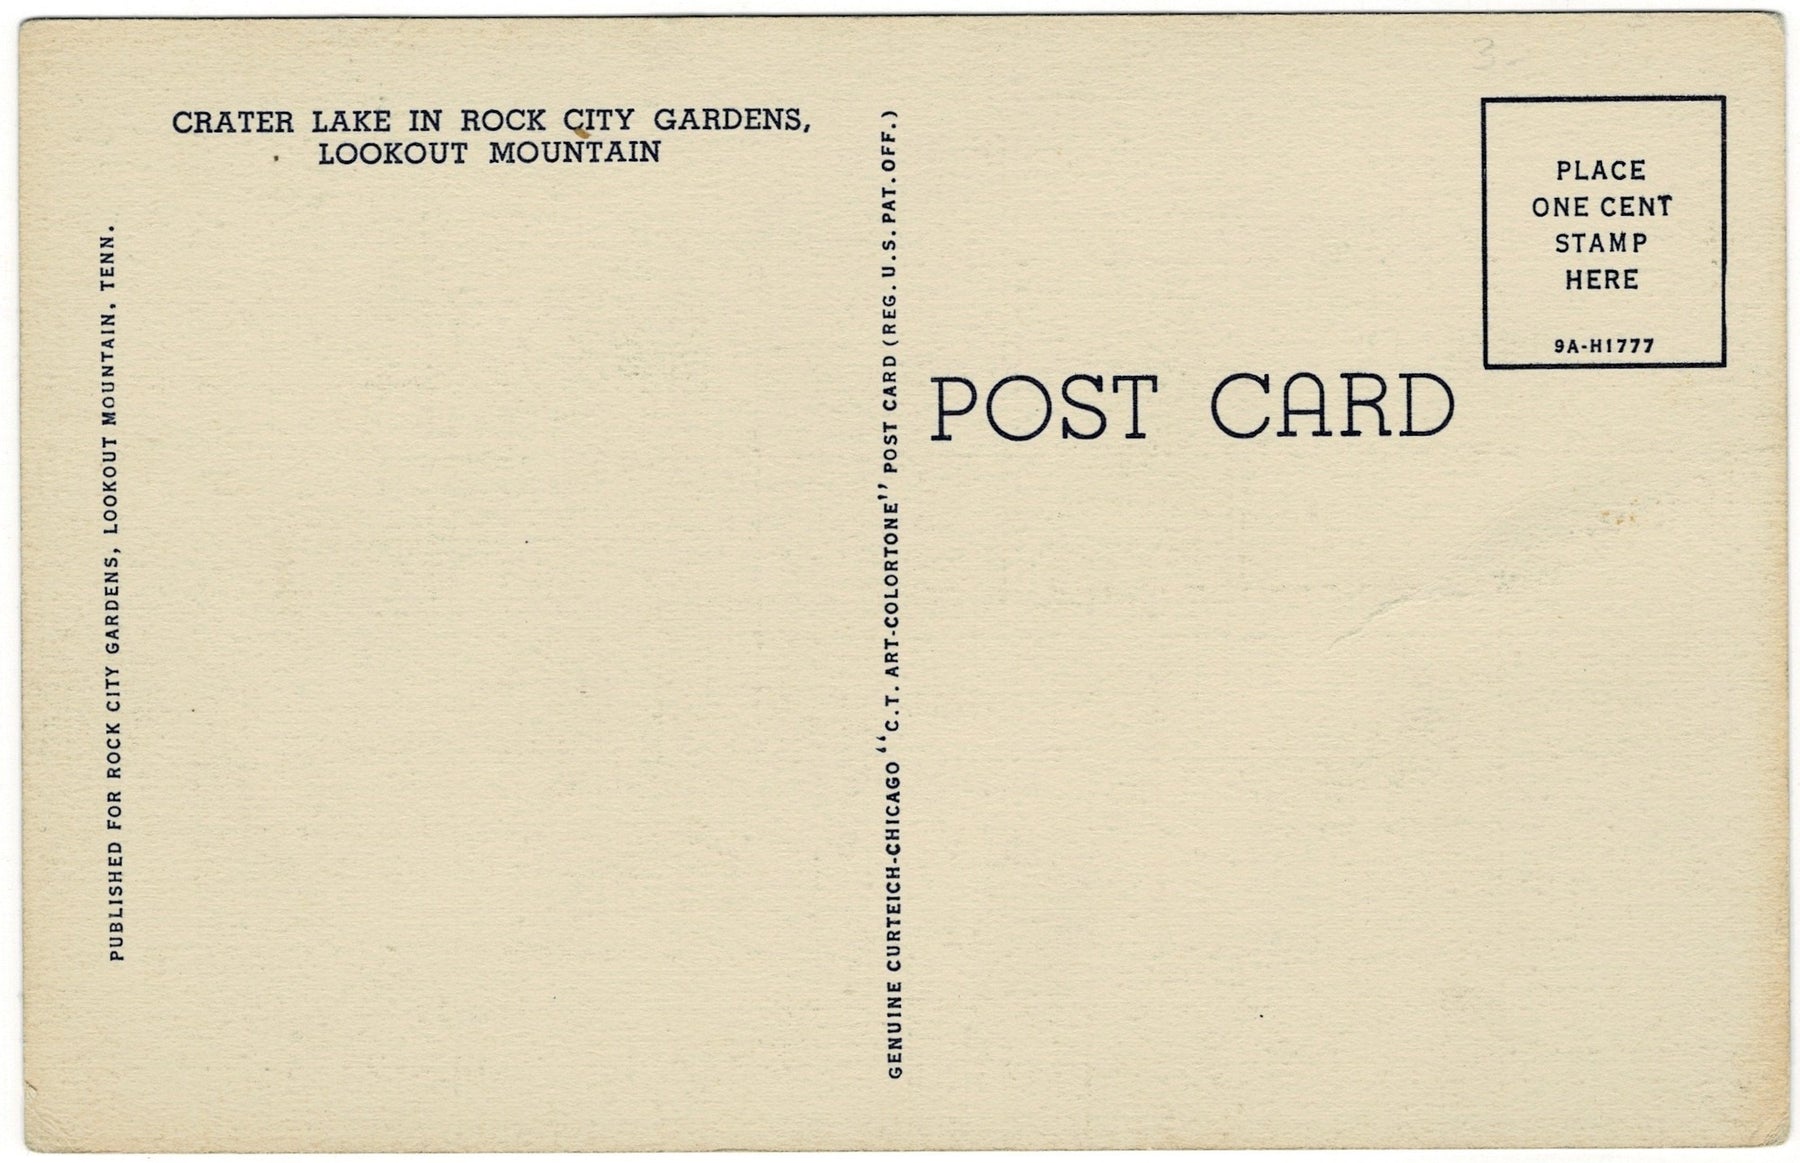 3-
CRATER LAKE IN ROCK CITY GARDENS,
LOOKOUT MOUNTAIN
PUBLISHED FOR ROCK CITY GARDENS, LOOKOUT MOUNTAIN, TENN.
GENUINE CURTEICH-CHICAGO "C.T. ART-COLORTONE" POST CARD (REG. U.S. PAT. OFF.)
POST CARD
PLACE
ONE CENT
STAMP
HERE
9A-H1777